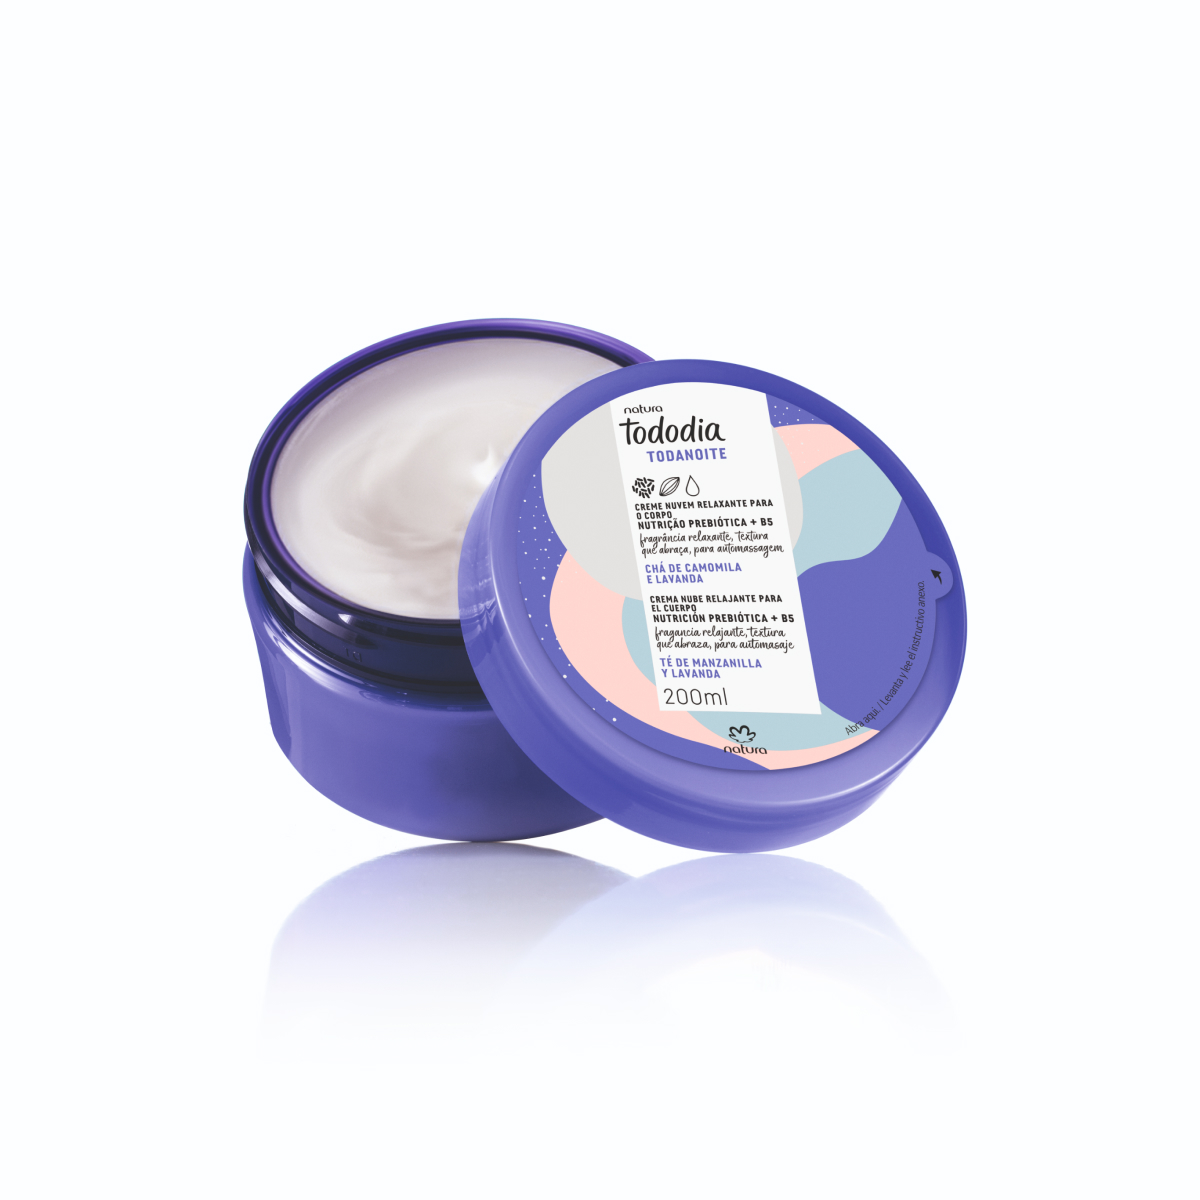 natura
tododia
TODANOITE
CREME NUVEM RELAXANTE PARA
O CORPO
NUTRIÇÃO PREBIÓTICA + B5
fragrância relaxante, textura
que abraça, para automassagem
CHÁ DE CAMOMILA
E LAVANDA
CREMA NUBE RELAJANTE PARA
EL CUERPO
NUTRICIÓN PREBIÓTICA + B5
fragancia relajante, textura
que abraza, para automasaje
TÉ DE MANZANILLA
Y LAVANDA
200ml
natura
Abra aqui. / Levanta y lee el instructivo anexo.